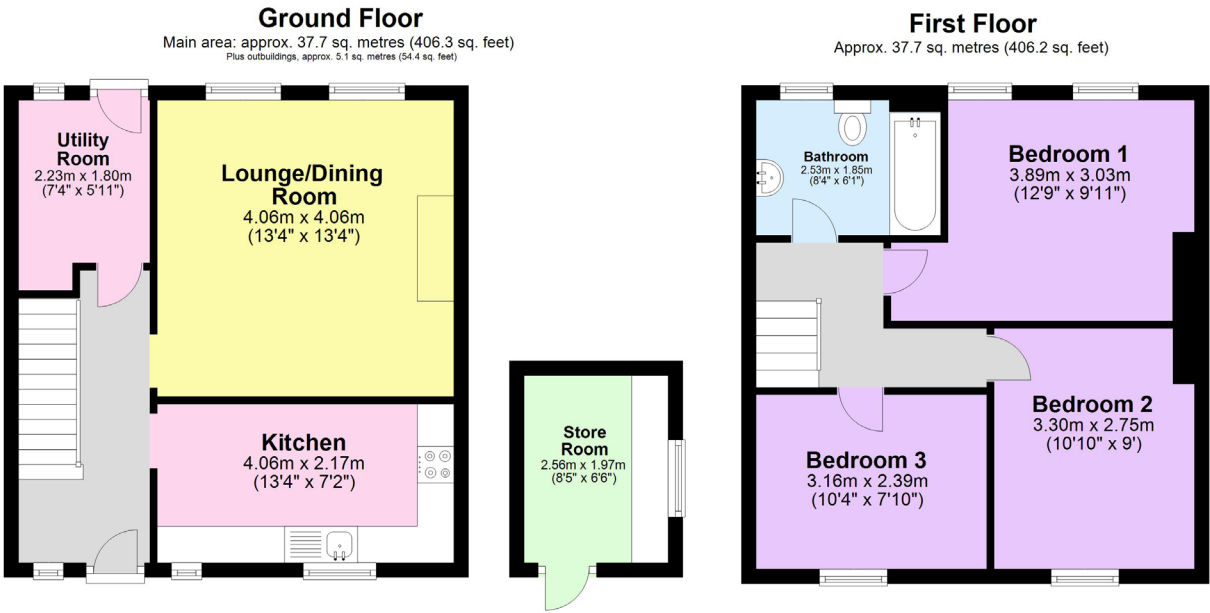 Ground Floor
Main area: approx. 37.7 sq. metres (406.3 sq. feet)
Plus outbuildings, approx. 5.1 sq. metres (54.4 sq. feet)
Utility
Room
2.23m x 1.80m
(7'4" x 5'11")
Lounge/Dining
Room
4.06m x 4.06m
(13'4" x 13'4")
Kitchen
4.06m x 2.17m
(13'4" x 7'2")
Store
Room
2.56m x 1.97m
(8'5" x 6'6")
First Floor
Approx. 37.7 sq. metres (406.2 sq. feet)
Bathroom
2.53m x 1.85m
(8'4" x 6'1")
Bedroom 1
3.89m x 3.03m
(12'9" x 9'11")
Bedroom 2
3.30m x 2.75m
(10'10" x 9')
Bedroom 3
3.16m x 2.39m
(10'4" x 7'10")